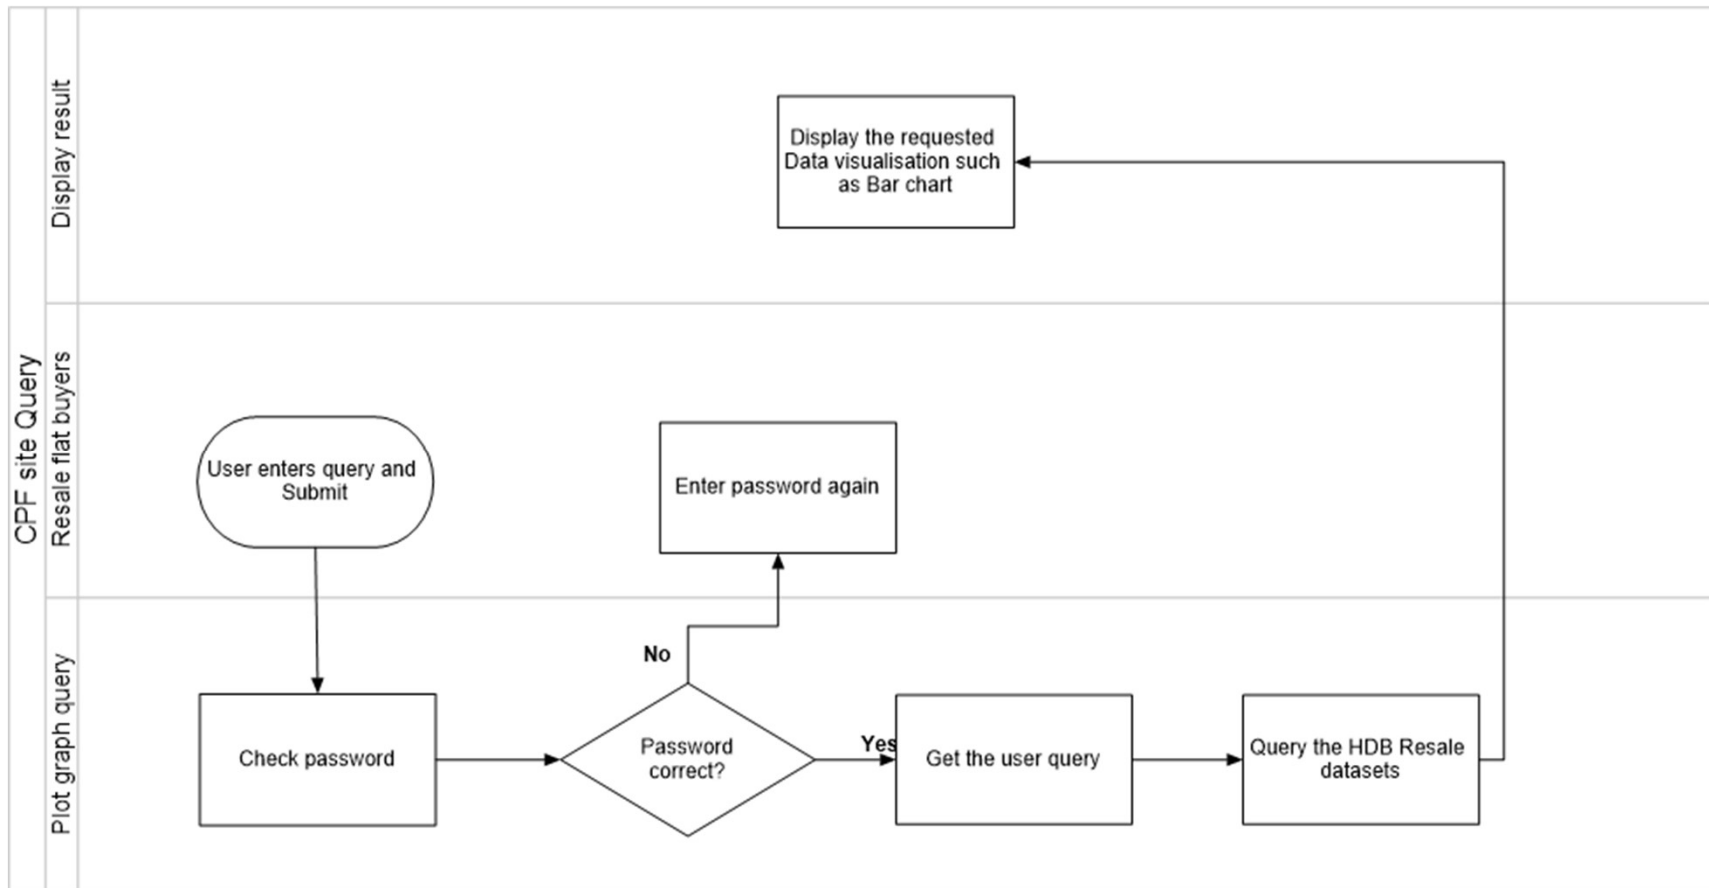 CPF site Query
Display result
Display the requested
Data visualisation such
as Bar chart
Resale flat buyers
User enters query and
Submit
Enter password again
Plot graph query
Check password
No
Password
correct?
Yes
Get the user query
Query the HDB Resale
datasets